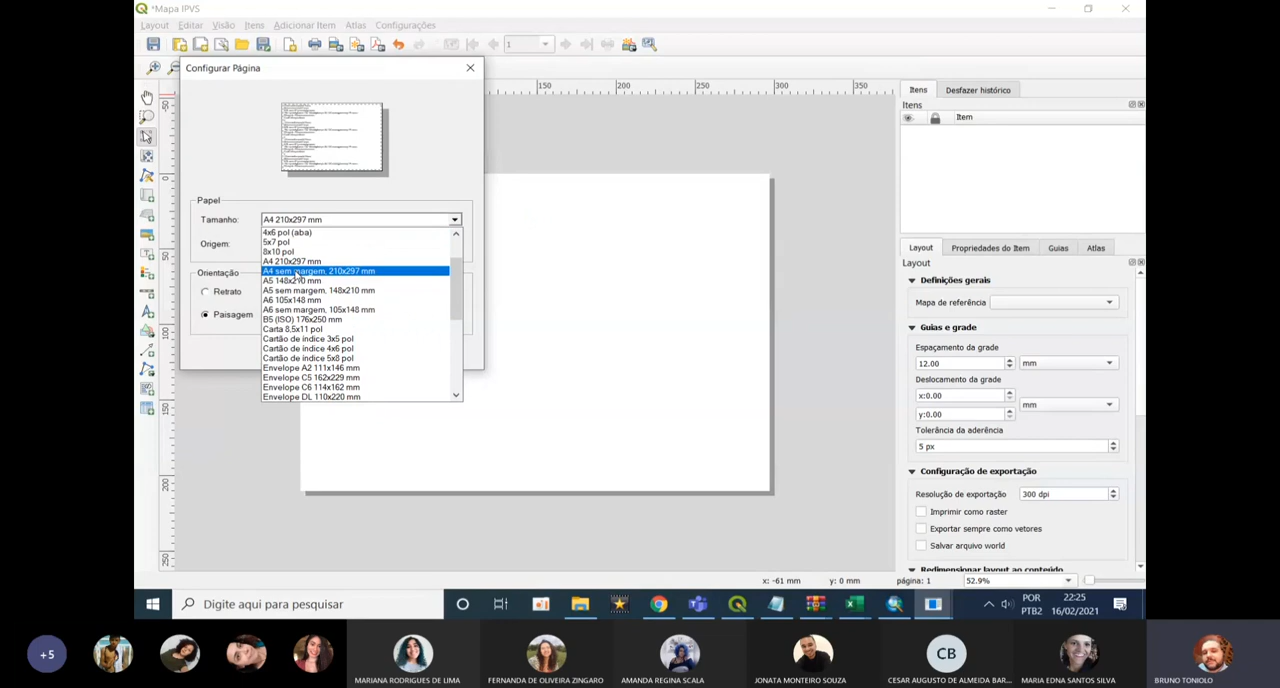 *Mapa IPVS
Layout Editar Visão Itens Adicionar Item Atlas Configurações
1
Configurar Página
150 200 250 300 350
Papel
Tamanho: A4 210x297 mm
Origem:
Orientação
Retrato
Paisagem
4x6 pol (aba)
5x7 pol
8x10 pol
A4 210x297 mm
A4 sem margem, 210x297 mm
A5 148x210 mm
A5 sem margem, 148x210 mm
A6 105x148 mm
A6 sem margem, 105x148 mm
B5 (ISO) 176x250 mm
Carta 8,5x11 pol
Cartão de índice 3x5 pol
Cartão de índice 4x6 pol
Cartão de índice 5x8 pol
Envelope A2 111x146 mm
Envelope C5 162x229 mm
Envelope C6 114x162 mm
Envelope DL 110x220 mm
50
0
50
100
150
200
250
Itens Desfazer histórico
Itens
Item
Layout Propriedades do Item Guias Atlas
Layout
Definições gerais
Mapa de referência
Guias e grade
Espaçamento da grade
12.00 mm
Deslocamento da grade
x:0.00
mm
y:0.00
Tolerância da aderência
5 px
Configuração de exportação
Resolução de exportação 300 dpi
Imprimir como raster
Exportar sempre como vetores
Salvar arquivo world
Redimensionar layout ao conteúdo
x: -61 mm y: 0 mm página: 1 52.9%
Digite aqui para pesquisar
POR
PTB2
22:25
16/02/2021
+5
CB
MARIANA RODRIGUES DE LIMA
FERNANDA DE OLIVEIRA ZINGARO
AMANDA REGINA SCALA
JONATA MONTEIRO SOUZA
CESAR AUGUSTO DE ALMEIDA BAR...
MARIA EDNA SANTOS SILVA
BRUNO TONIOLO